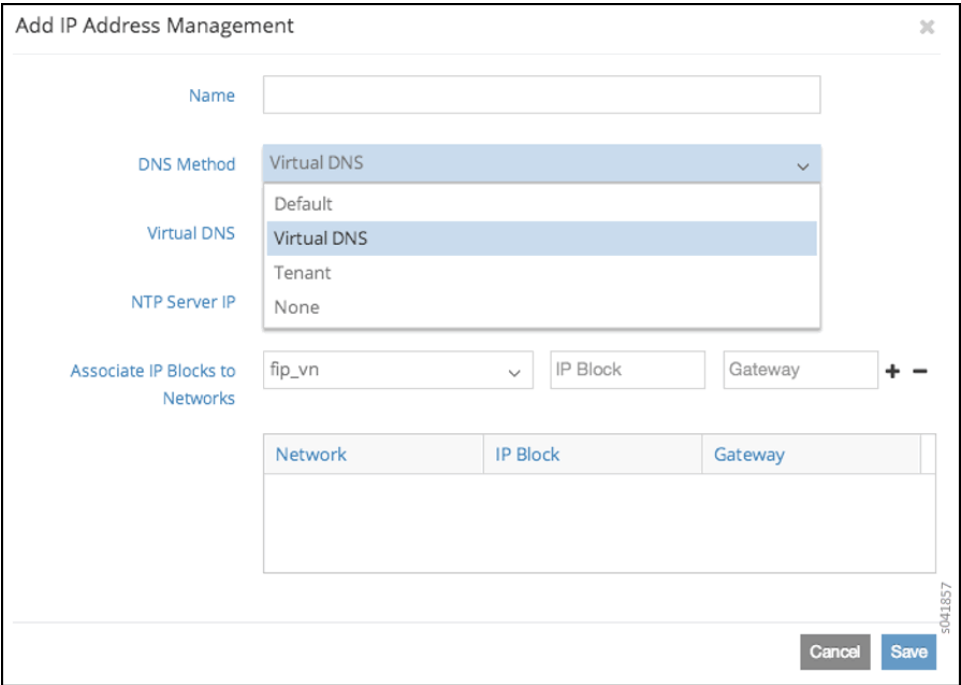 Add IP Address Management
Name
DNS Method
Virtual DNS
Default
Virtual DNS
Virtual DNS
Tenant
NTP Server IP
None
Associate IP Blocks to
Networks
fip_vn
IP Block
Gateway
Network
IP Block
Gateway
s041857
Cancel
Save